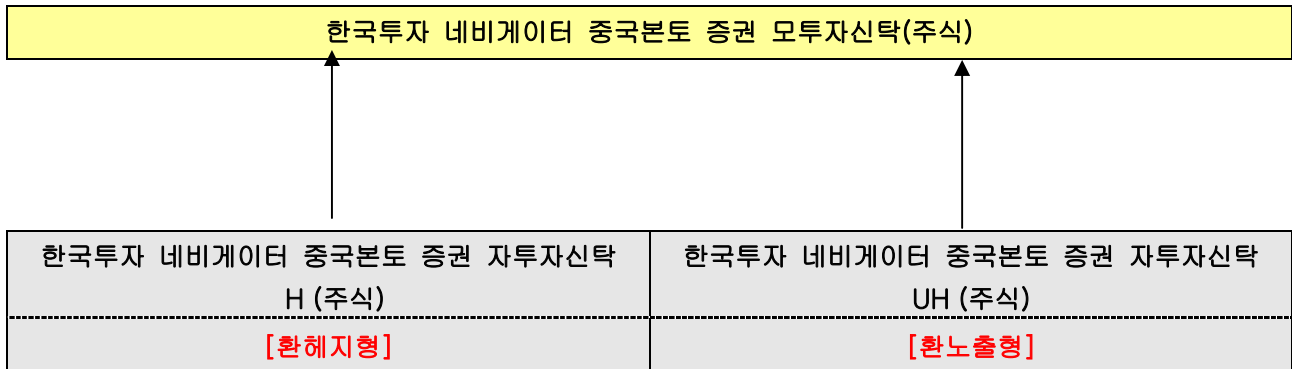 한국투자 네비게이터 중국본토 증권 모투자신탁(주식)
한국투자 네비게이터 중국본토 증권 자투자신탁
H (주식)
[환헤지형]
한국투자 네비게이터 중국본토 증권 자투자신탁
UH (주식)
[환노출형]